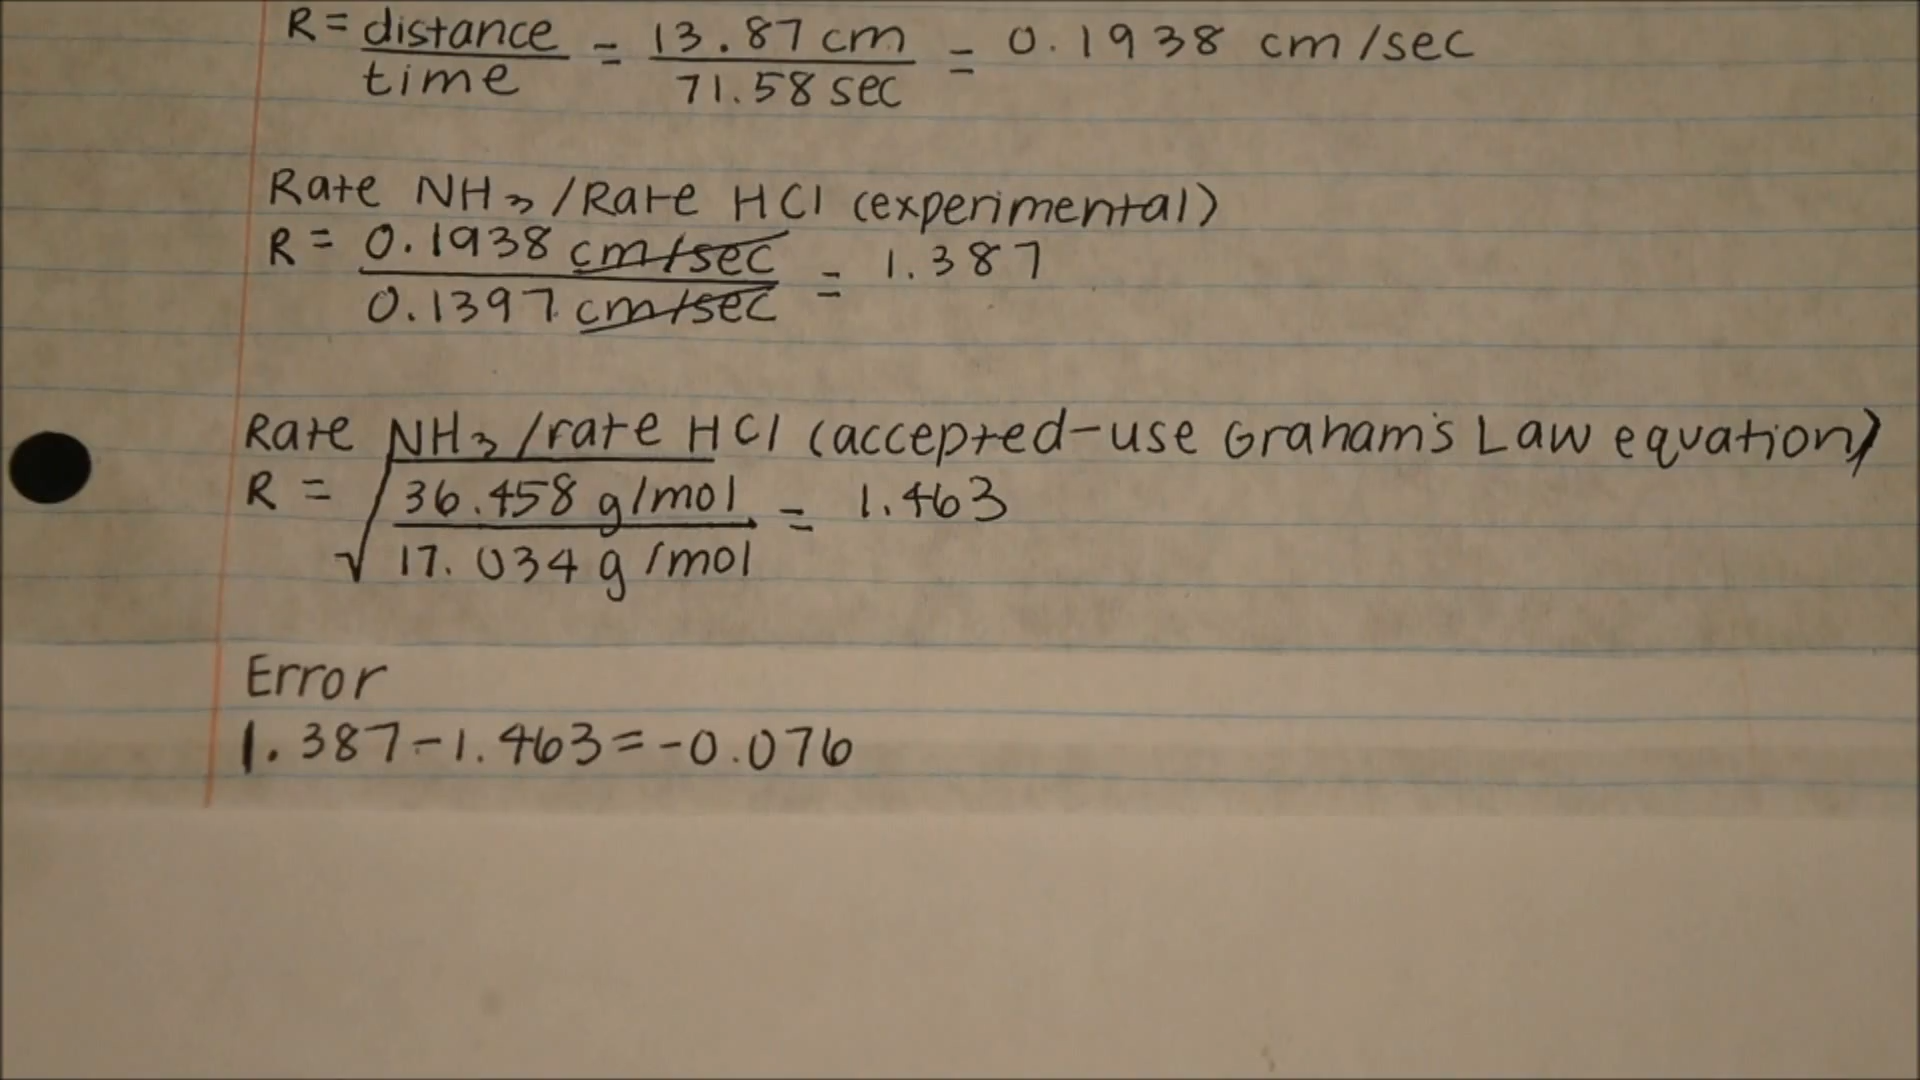 R = distance / time = 13.87 cm / 71.58 sec = 0.1938 cm/sec
Rate NH3/Rate HCl (experimental)
R = 0.1938 cm/sec / 0.1397 cm/sec = 1.387
Rate NH3/rate HCl (accepted-use Graham's Law equation)
R = √ 36.458 g/mol / 17.034 g/mol = 1.463
Error
1.387-1.463=-0.076